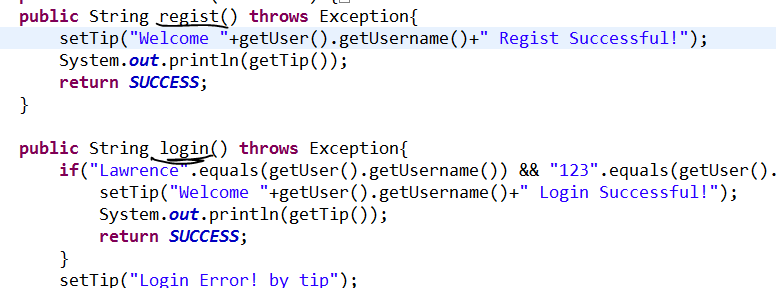 public String regist() throws Exception{
setTip("Welcome "+getUser().getUsername()+" Regist Successful!");
System.out.println(getTip());
return SUCCESS;
}
public String login() throws Exception{
if("Lawrence".equals(getUser().getUsername()) && "123".equals(getUser().
setTip("Welcome "+getUser().getUsername()+" Login Successful!");
System.out.println(getTip());
return SUCCESS;
}
setTip("Login Error! by tip");